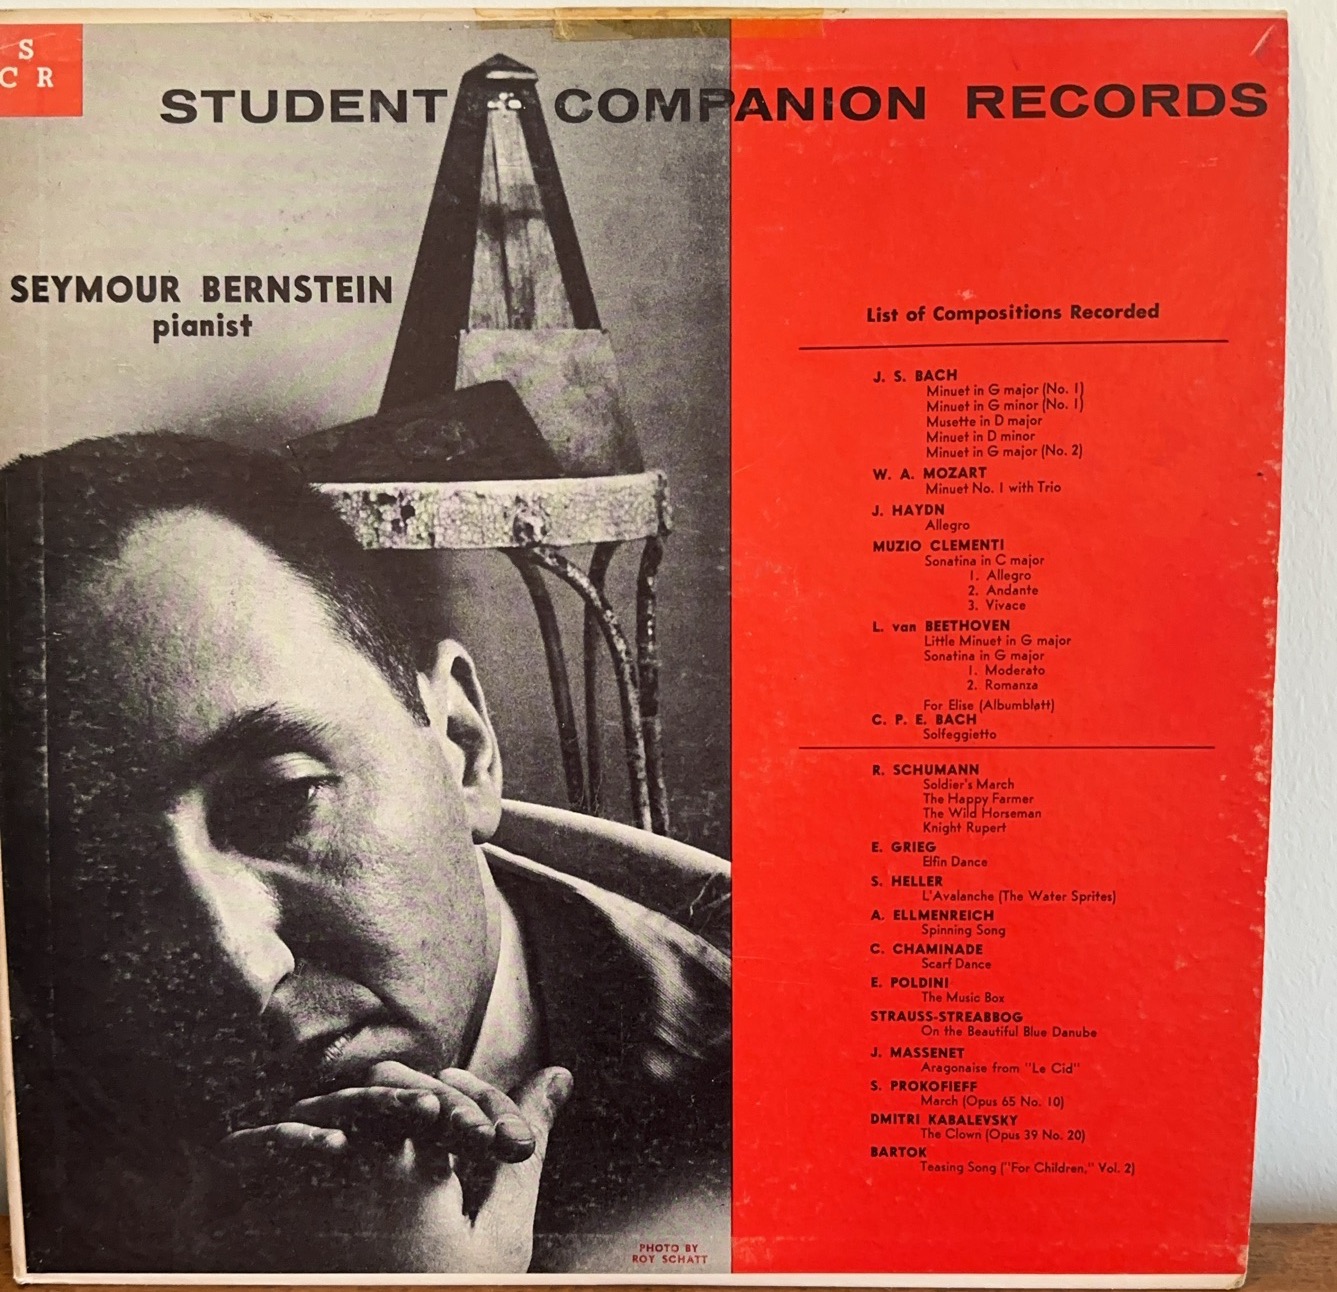 S
C R
STUDENT COMPANION RECORDS
SEYMOUR BERNSTEIN
pianist
List of Compositions Recorded
J. S. BACH
Minuet in G major (No. 1)
Minuet in G minor (No. 1)
Musette in D major
Minuet in D minor
Minuet in G major (No. 2)
W. A. MOZART
Minuet No. 1 with Trio
J. HAYDN
Allegro
MUZIO CLEMENTI
Sonatina in C major
1. Allegro
2. Andante
3. Vivace
L. van BEETHOVEN
Little Minuet in G major
Sonatina in G major
1. Moderato
2. Romanza
For Elise (Albumblatt)
C. P. E. BACH
Solfeggietto
R. SCHUMANN
Soldier's March
The Happy Farmer
The Wild Horseman
Knight Rupert
E. GRIEG
Elfin Dance
S. HELLER
L'Avalanche (The Water Sprites)
A. ELLMENREICH
Spinning Song
C. CHAMINADE
Scarf Dance
E. POLDINI
The Music Box
STRAUSS-STREABBOG
On the Beautiful Blue Danube
J. MASSENET
Aragonaise from "Le Cid"
S. PROKOFIEFF
March (Opus 65 No. 10)
DMITRI KABALEVSKY
The Clown (Opus 39 No. 20)
BARTOK
Teasing Song ("For Children," Vol. 2)
PHOTO BY
ROY SCHATT